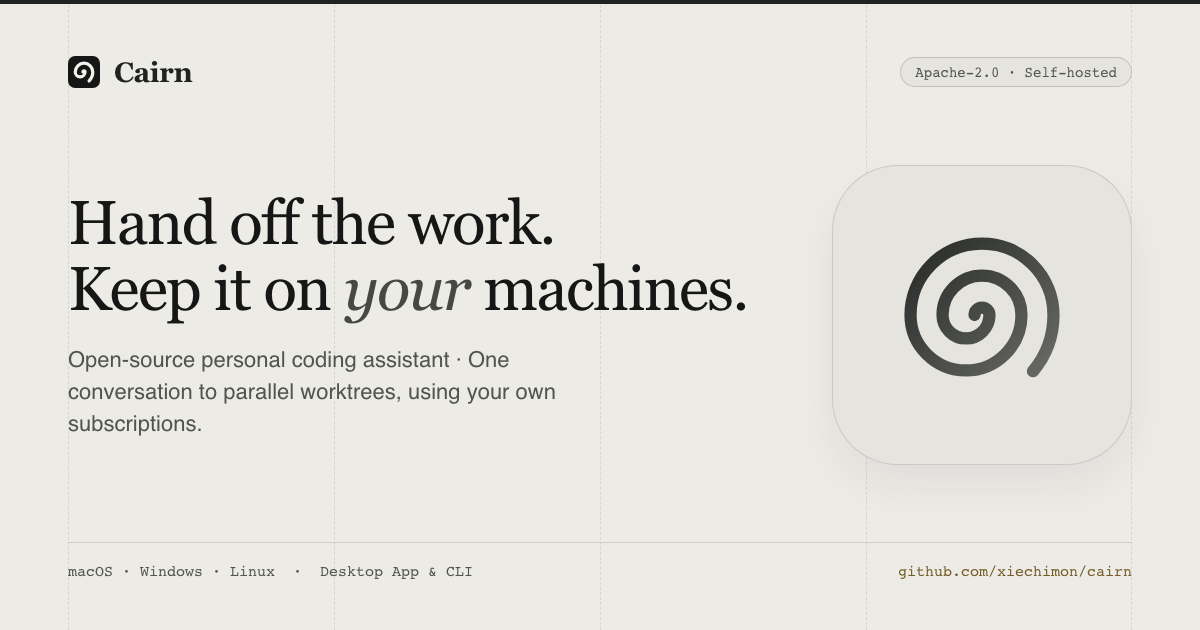 Cairn
Apache-2.0 · Self-hosted
Hand off the work.
Keep it on your machines.
Open-source personal coding assistant · One
conversation to parallel worktrees, using your own
subscriptions.
macOS · Windows · Linux · Desktop App & CLI
github.com/xiechimon/cairn